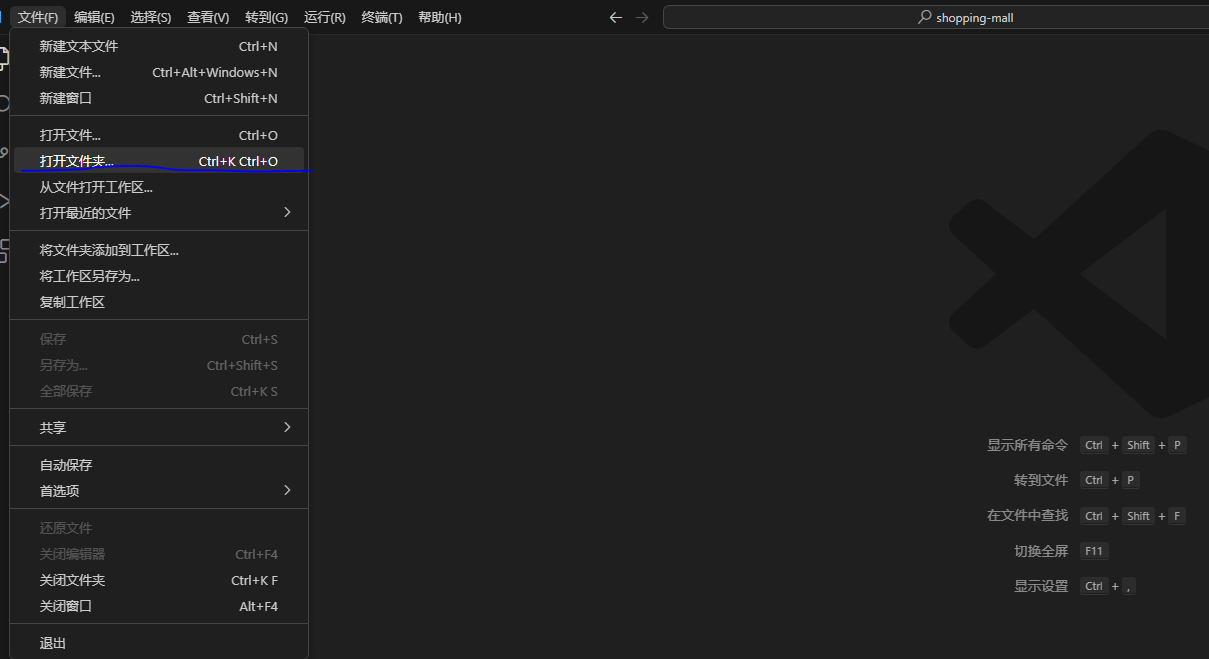 文件(F) 编辑(E) 选择(S) 查看(V) 转到(G) 运行(R) 终端(T) 帮助(H) shopping-mall
新建文本文件 Ctrl+N
新建文件... Ctrl+Alt+Windows+N
新建窗口 Ctrl+Shift+N
打开文件... Ctrl+O
打开文件夹... Ctrl+K Ctrl+O
从文件打开工作区...
打开最近的文件
将文件夹添加到工作区...
将工作区另存为...
复制工作区
保存 Ctrl+S
另存为... Ctrl+Shift+S
全部保存 Ctrl+K S
共享
自动保存
首选项
还原文件
关闭编辑器 Ctrl+F4
关闭文件夹 Ctrl+K F
关闭窗口 Alt+F4
退出
显示所有命令 Ctrl + Shift + P
转到文件 Ctrl + P
在文件中查找 Ctrl + Shift + F
切换全屏 F11
显示设置 Ctrl + ,